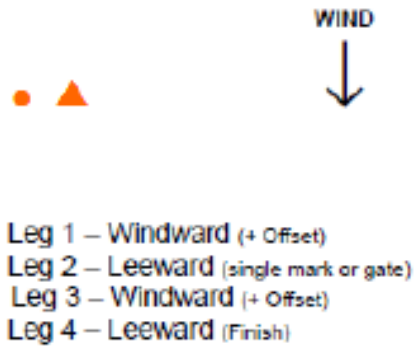 WIND
Leg 1 – Windward (+ Offset)
Leg 2 – Leeward (single mark or gate)
Leg 3 – Windward (+ Offset)
Leg 4 – Leeward (Finish)